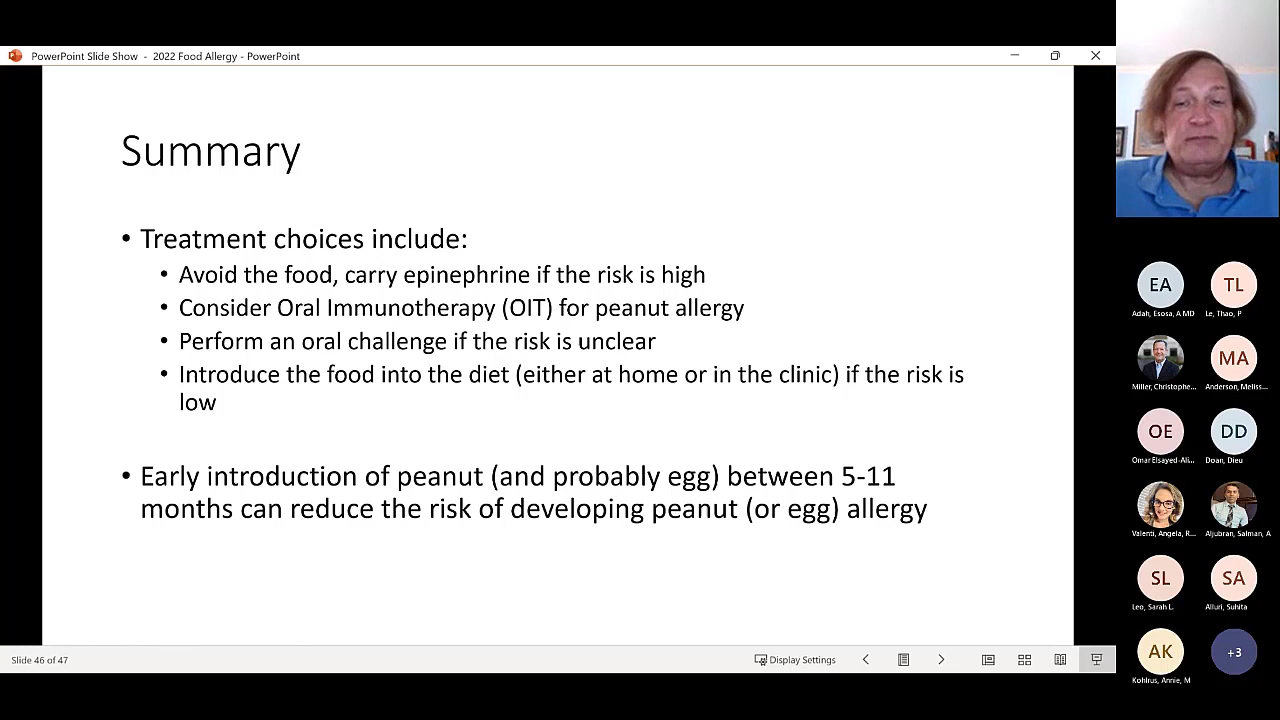 PowerPoint Slide Show - 2022 Food Allergy - PowerPoint
Summary
• Treatment choices include:
• Avoid the food, carry epinephrine if the risk is high
• Consider Oral Immunotherapy (OIT) for peanut allergy
• Perform an oral challenge if the risk is unclear
• Introduce the food into the diet (either at home or in the clinic) if the risk is
low
• Early introduction of peanut (and probably egg) between 5-11
months can reduce the risk of developing peanut (or egg) allergy
Slide 46 of 47
Display Settings
EA
TL
Adah, Esosa, A MD
Le, Thao, P
MA
Miller, Christophe...
Anderson, Meliss...
OE
DD
Omar Elsayed-Ali...
Doan, Dieu
Valenti, Angela, R...
Aljubran, Salman, A
SL
SA
Leo, Sarah L.
Alluri, Suhita
AK
+3
Kohlrus, Annie, M